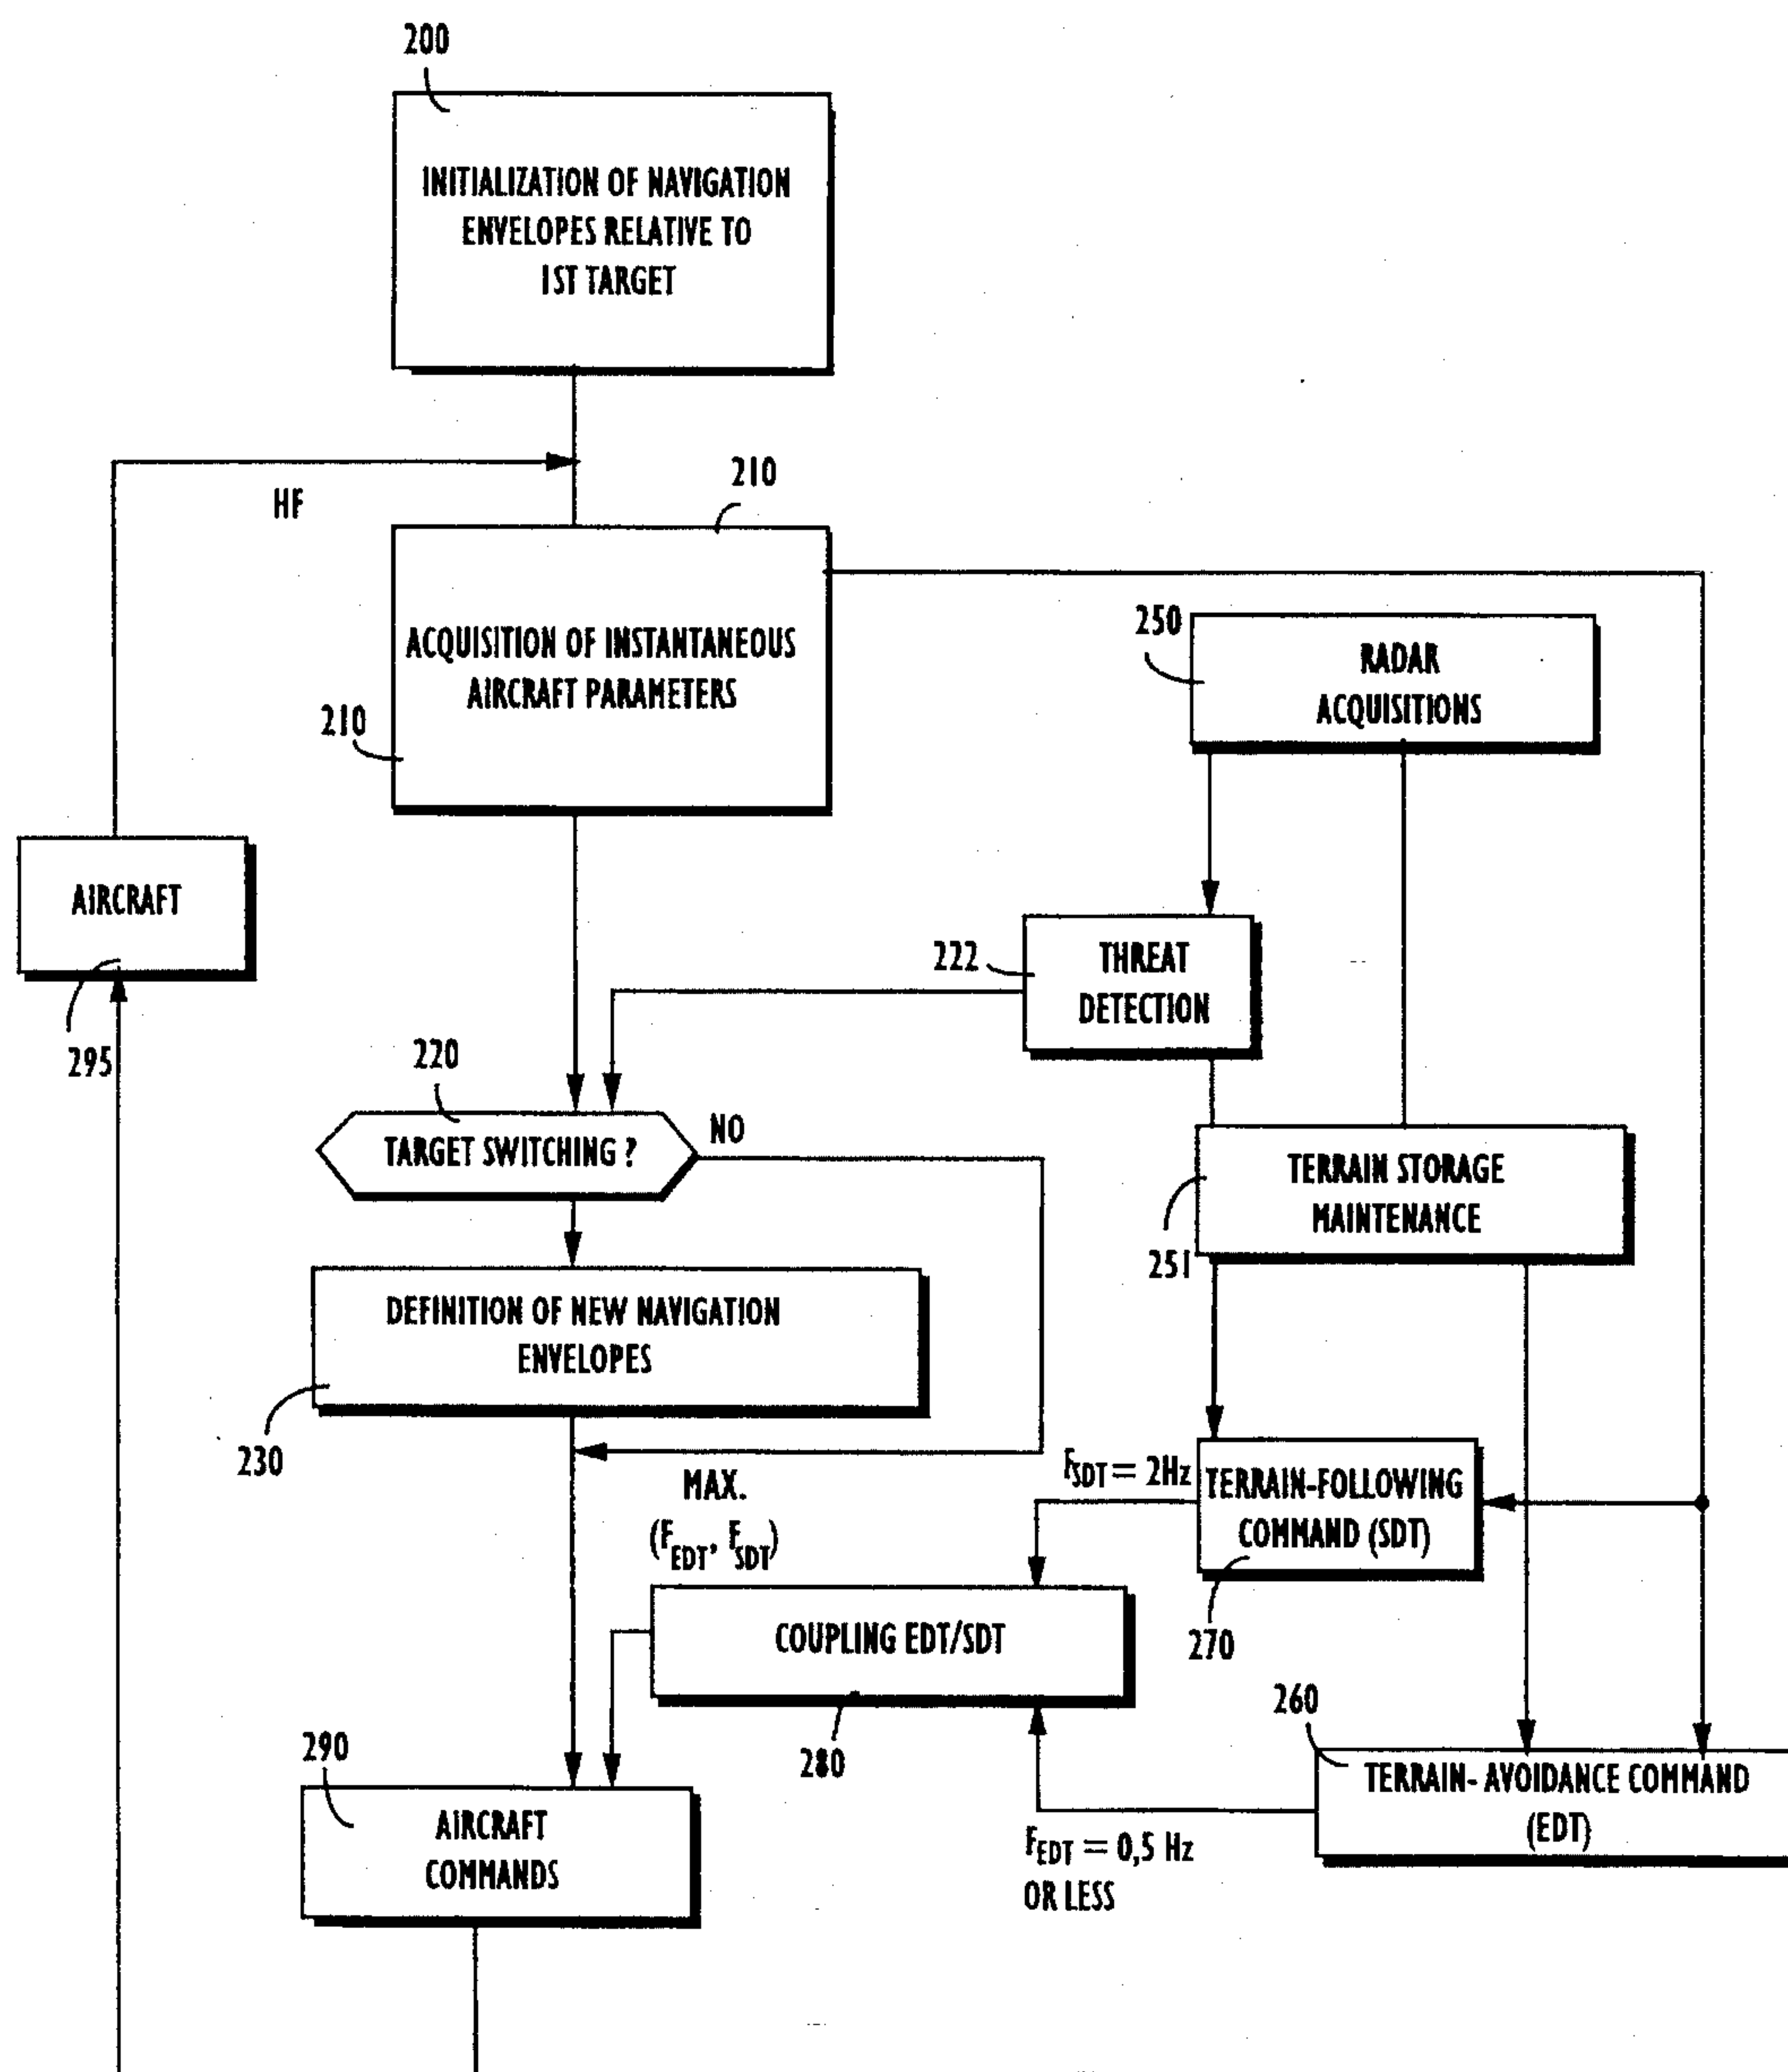 200
INITIALIZATION OF NAVIGATION
ENVELOPES RELATIVE TO
1ST TARGET
HF
210
ACQUISITION OF INSTANTANEOUS
AIRCRAFT PARAMETERS
210
250
RADAR
ACQUISITIONS
AIRCRAFT
295
222
THREAT
DETECTION
220
TARGET SWITCHING ?
NO
TERRAIN STORAGE
MAINTENANCE
251
DEFINITION OF NEW NAVIGATION
ENVELOPES
230
MAX.
(FEDT, FSDT)
FSDT = 2Hz
TERRAIN-FOLLOWING
COMMAND (SDT)
270
COUPLING EDT/SDT
280
260
TERRAIN- AVOIDANCE COMMAND
(EDT)
FEDT = 0,5 Hz
OR LESS
290
AIRCRAFT
COMMANDS